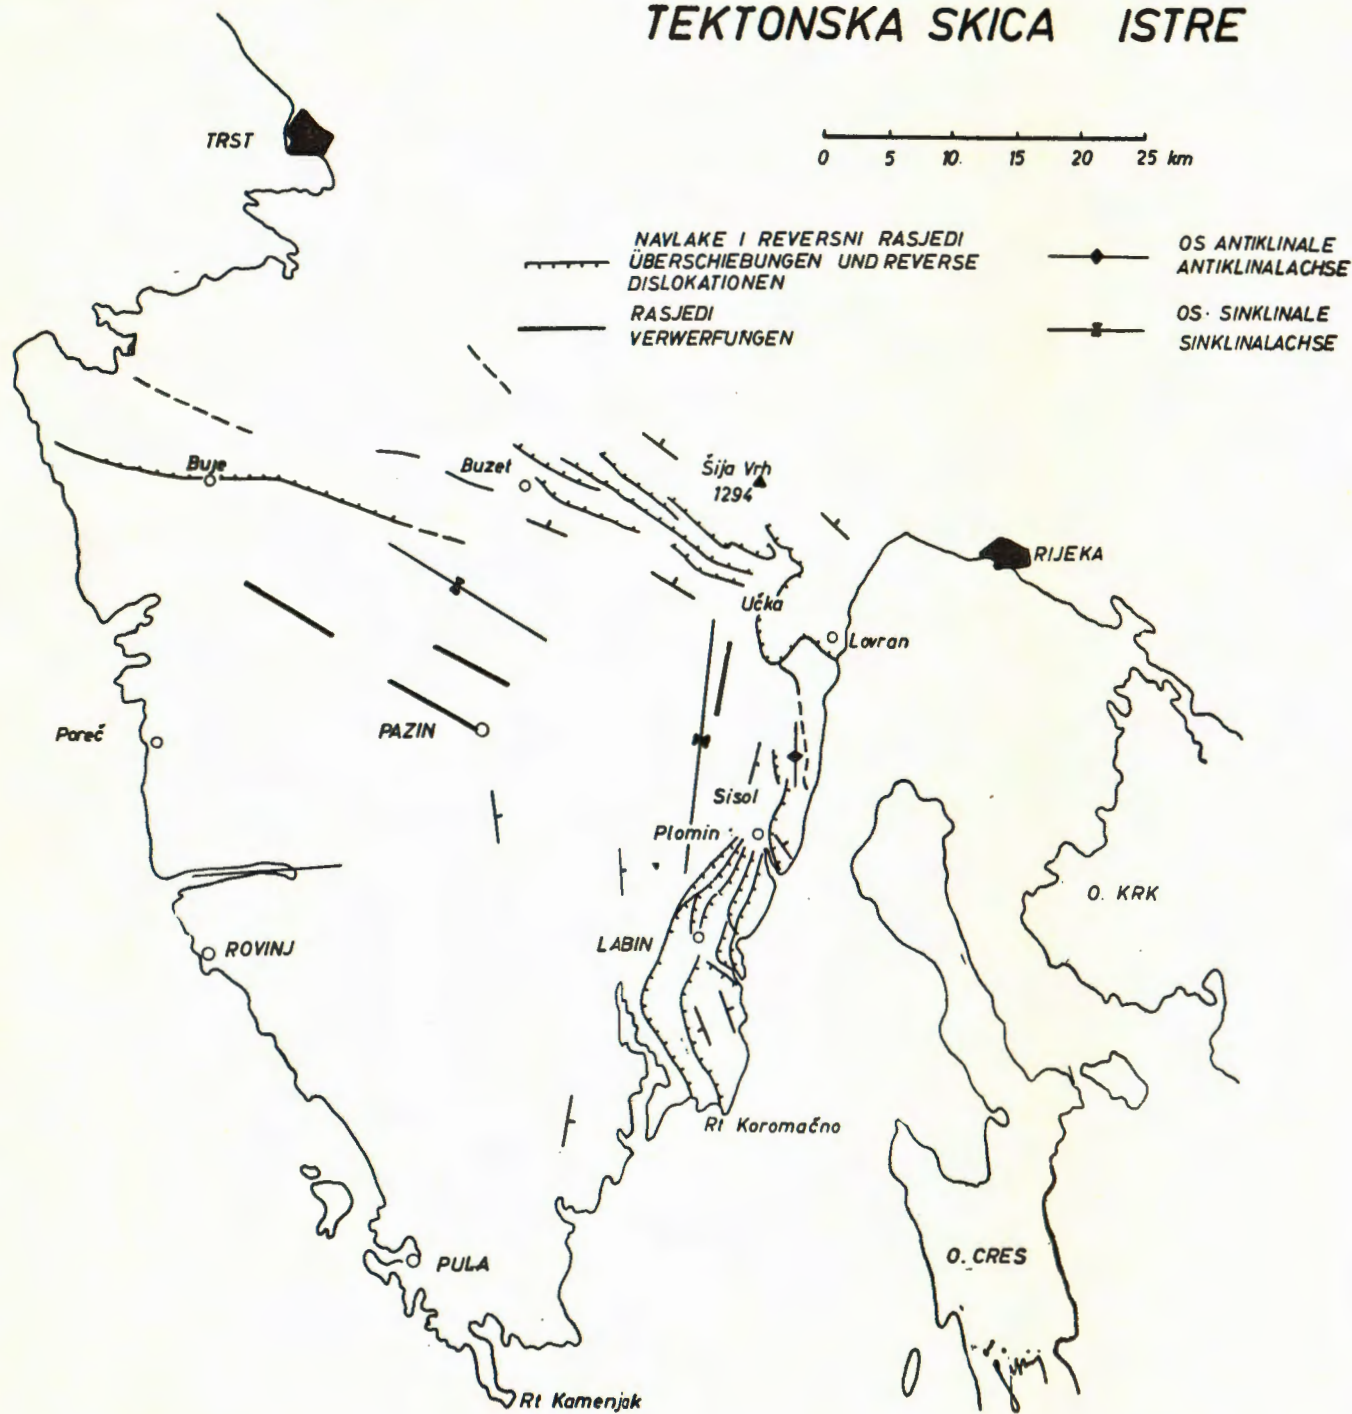 TEKTONSKA SKICA ISTRE
TRST
0 5 10. 15 20 25 km
NAVLAKE I REVERSNI RASJEDI
ÜBERSCHIEBUNGEN UND REVERSE
DISLOKATIONEN
RASJEDI
VERWERFUNGEN
OS ANTIKLINALE
ANTIKLINALACHSE
OS· SINKLINALE
SINKLINALACHSE
Buje
Buzet
Šija Vrh
1294
RIJEKA
Učka
Lovran
Poreč
PAZIN
Sisol
Plomin
O. KRK
ROVINJ
LABIN
Rt Koromačno
PULA
O. CRES
Rt Kamenjak